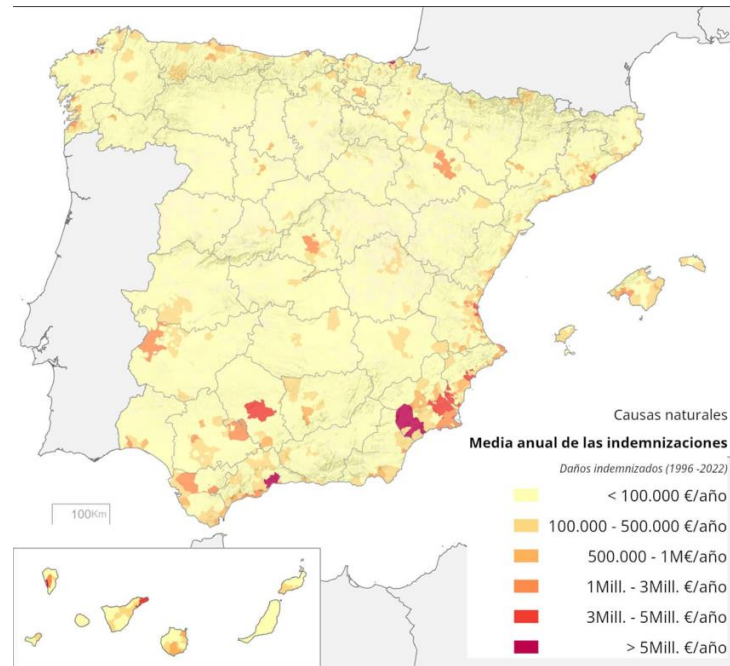 100Km
Causas naturales
Media anual de las indemnizaciones
Daños indemnizados (1996 -2022)
< 100.000 €/año
100.000 - 500.000 €/año
500.000 - 1M€/año
1Mill. - 3Mill. €/año
3Mill. - 5Mill. €/año
> 5Mill. €/año